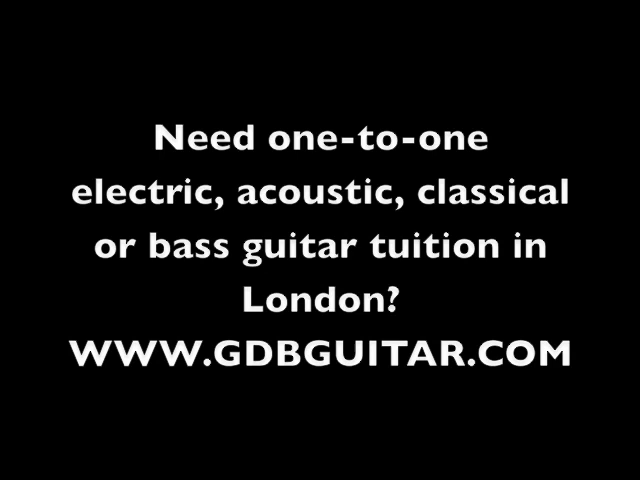 Need one-to-one
electric, acoustic, classical
or bass guitar tuition in
London?
WWW.GDBGUITAR.COM